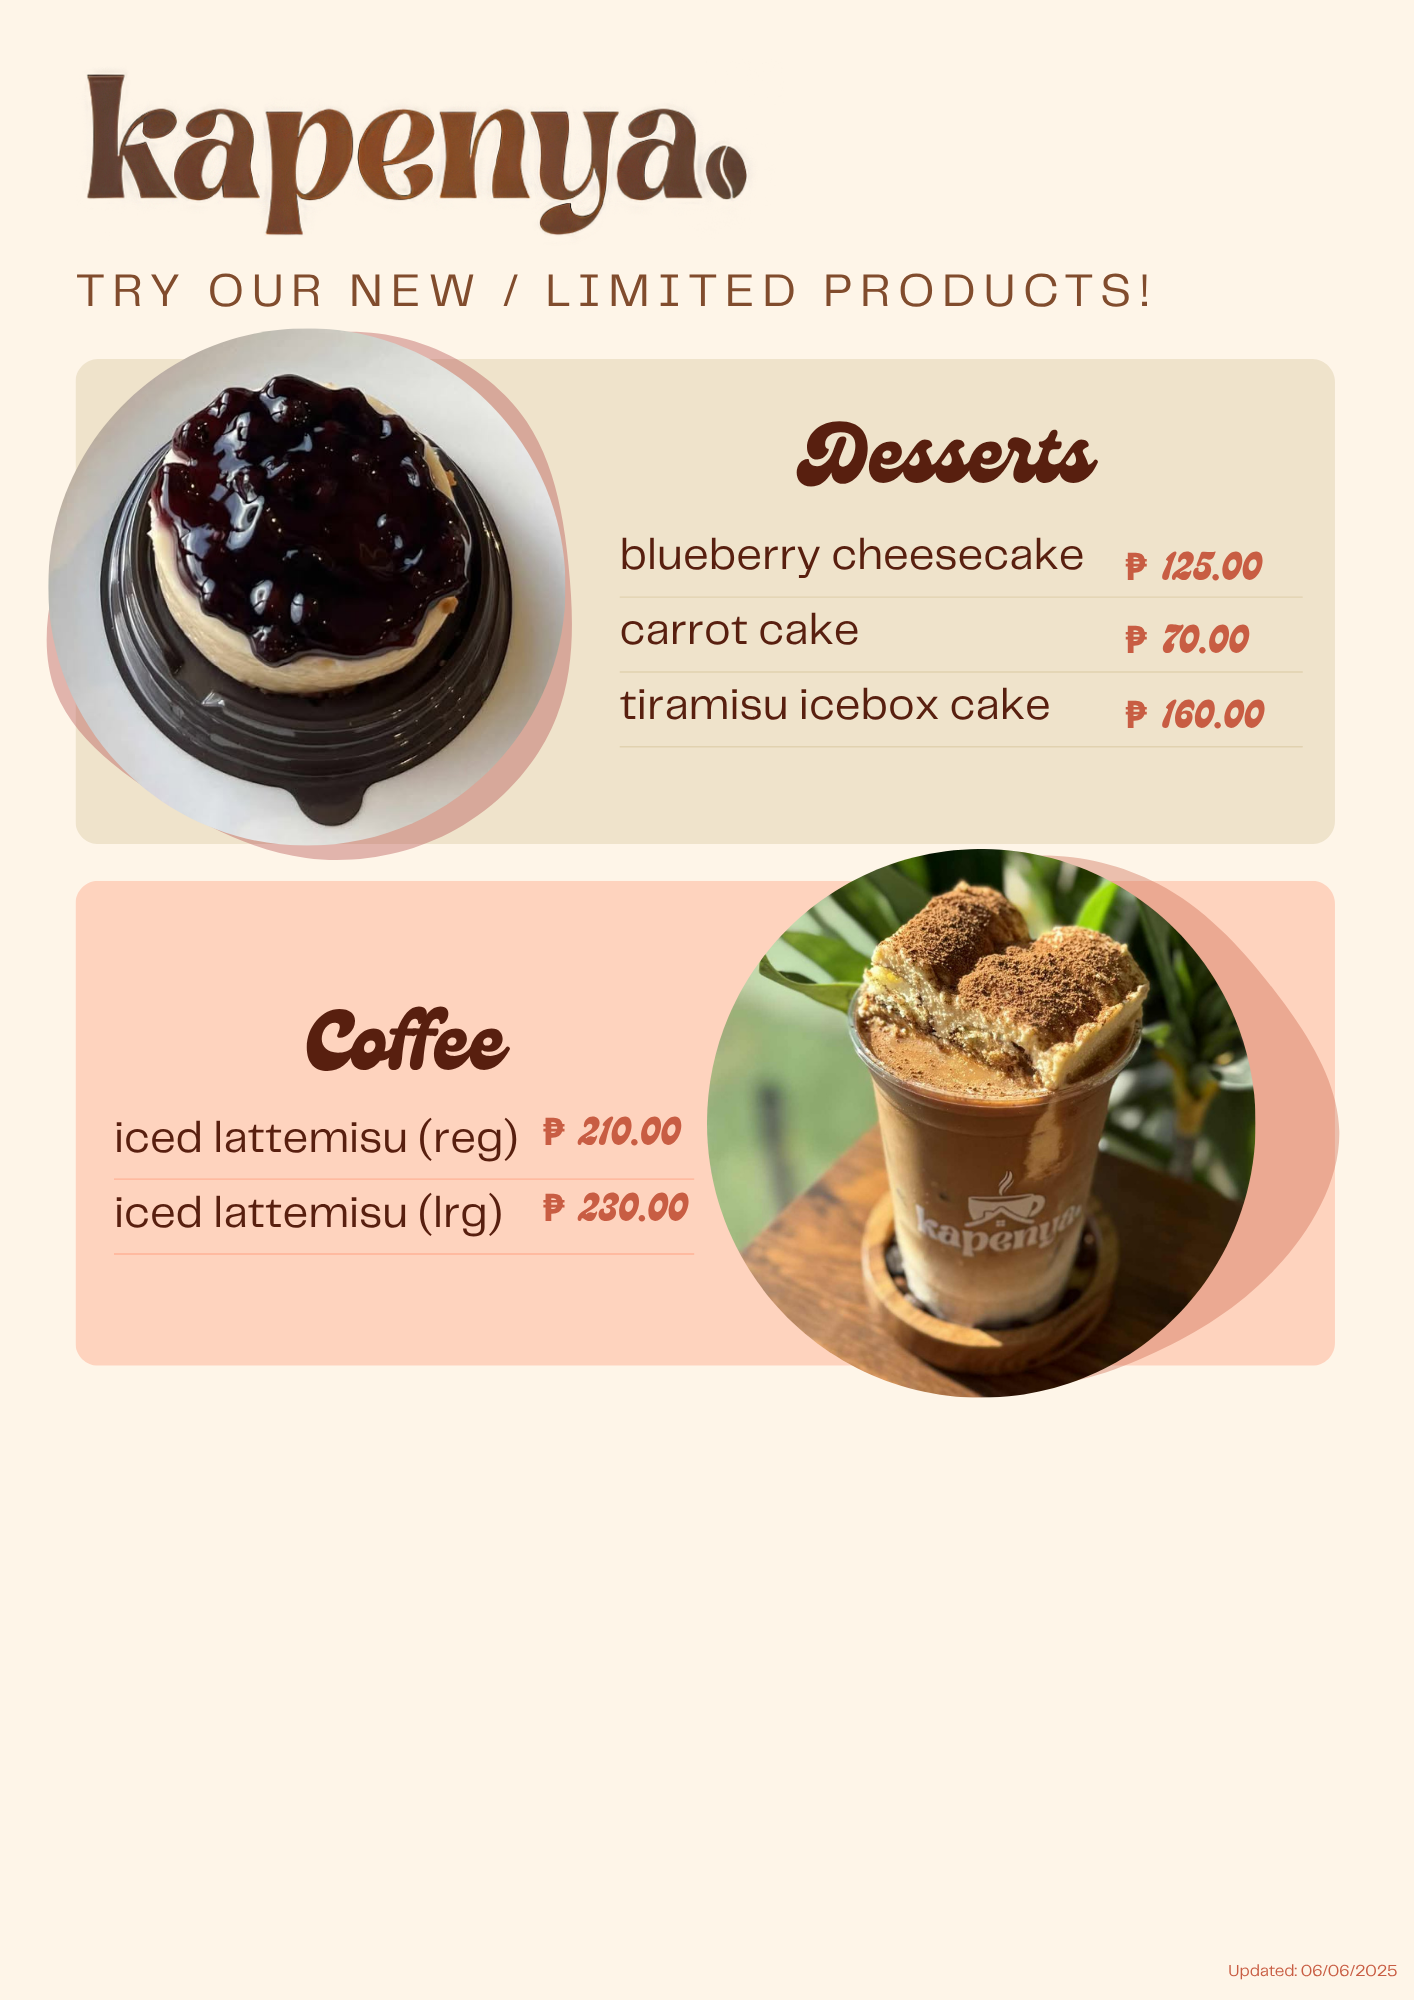 kapenya
TRY OUR NEW / LIMITED PRODUCTS!
Desserts
blueberry cheesecake ₱ 125.00
carrot cake ₱ 70.00
tiramisu icebox cake ₱ 160.00
Coffee
iced lattemisu (reg) ₱ 210.00
iced lattemisu (lrg) ₱ 230.00
kapenya
Updated: 06/06/2025